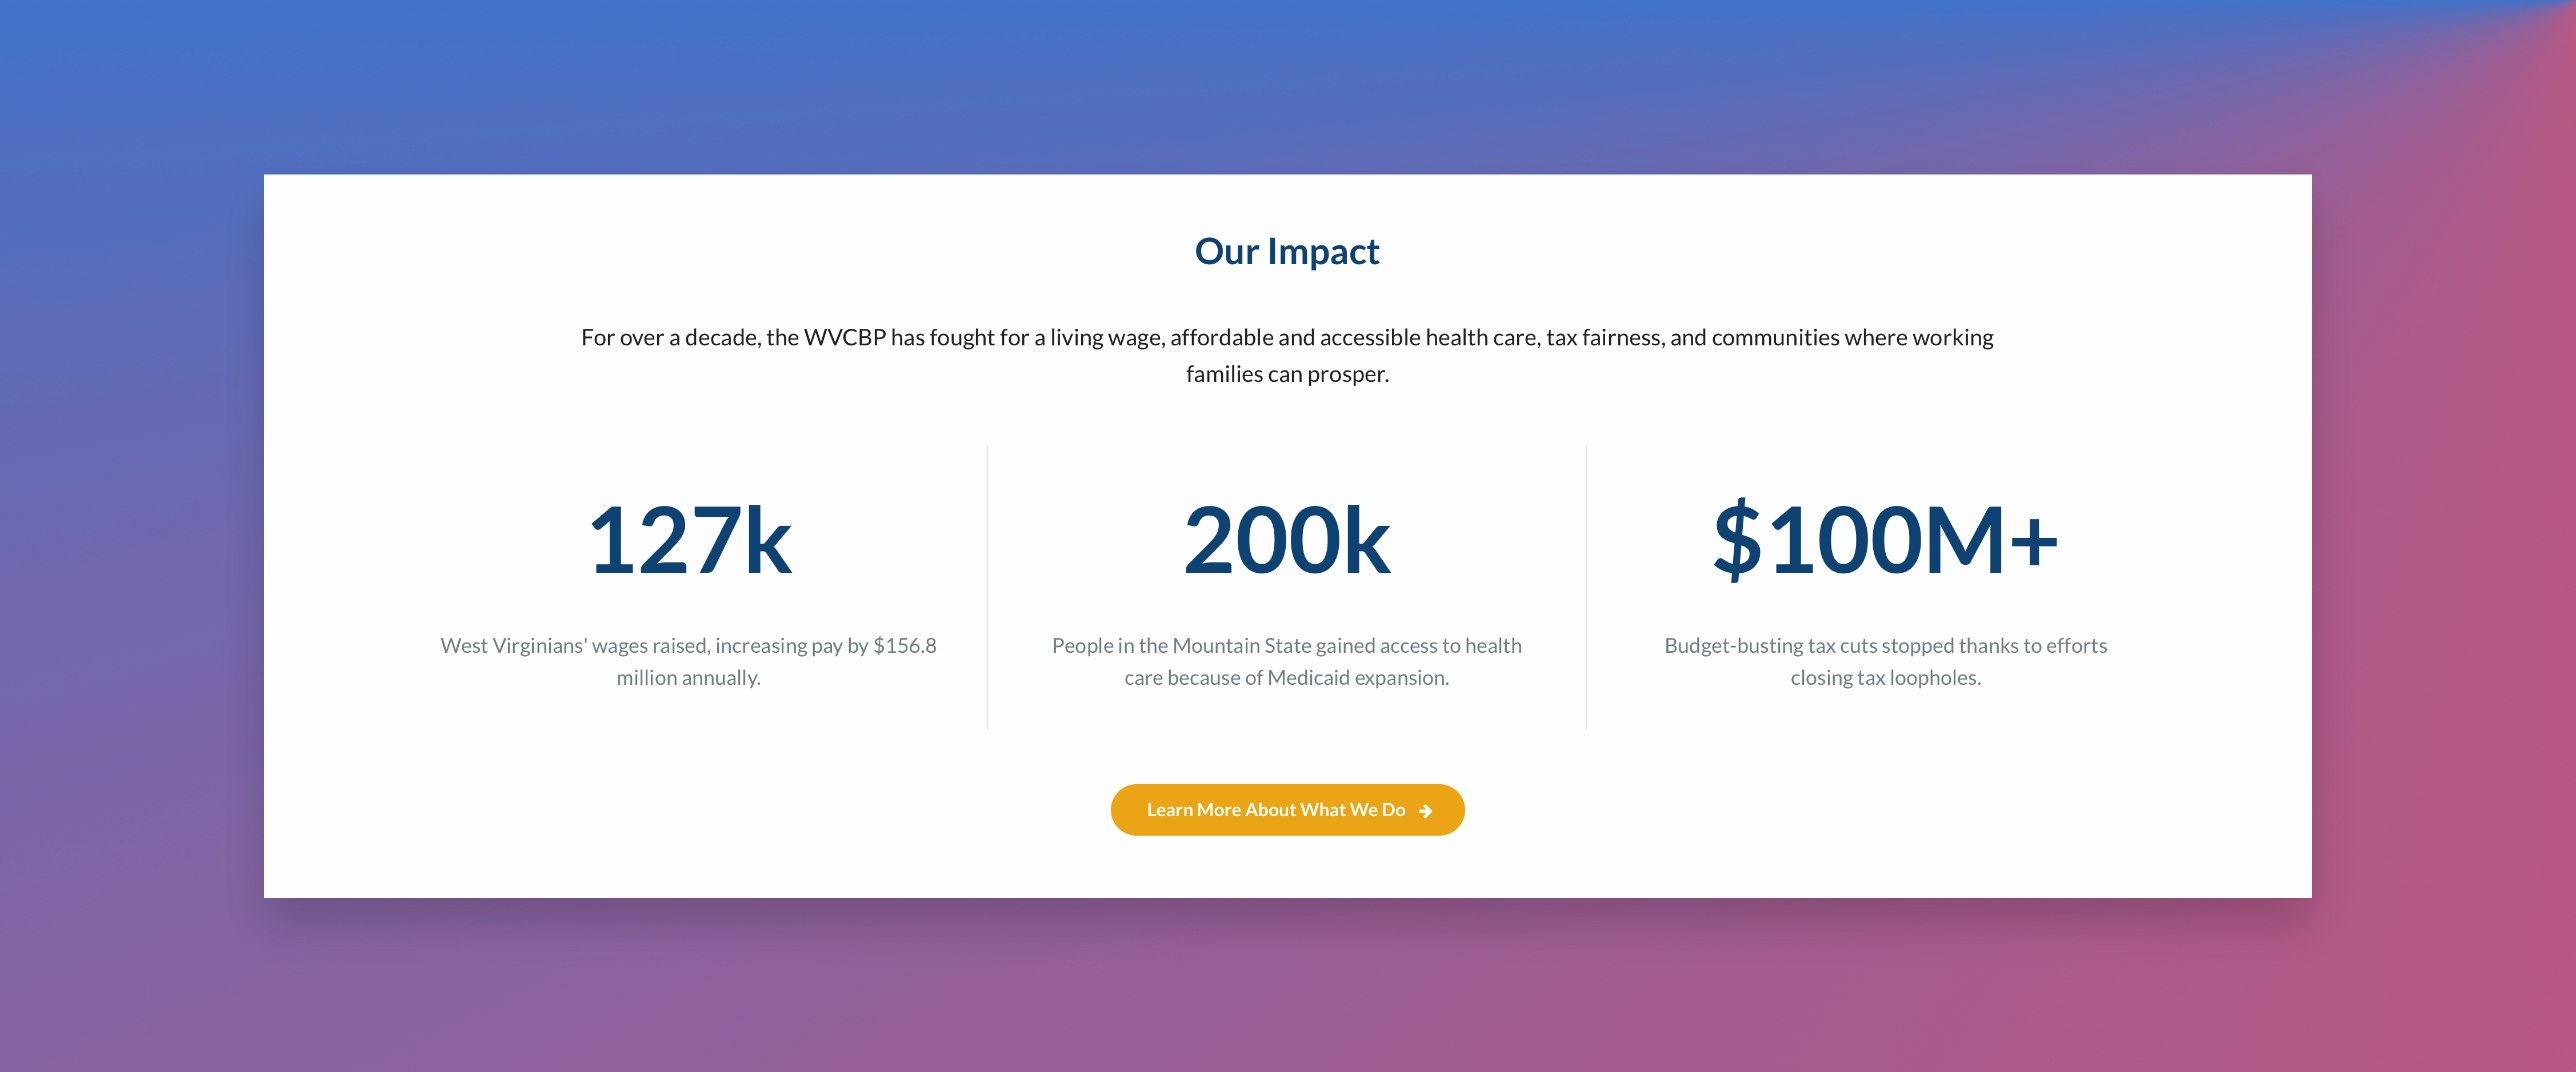 Our Impact
For over a decade, the WVCBP has fought for a living wage, affordable and accessible health care, tax fairness, and communities where working
families can prosper.
127k
West Virginians' wages raised, increasing pay by $156.8
million annually.
200k
People in the Mountain State gained access to health
care because of Medicaid expansion.
$100M+
Budget-busting tax cuts stopped thanks to efforts
closing tax loopholes.
Learn More About What We Do